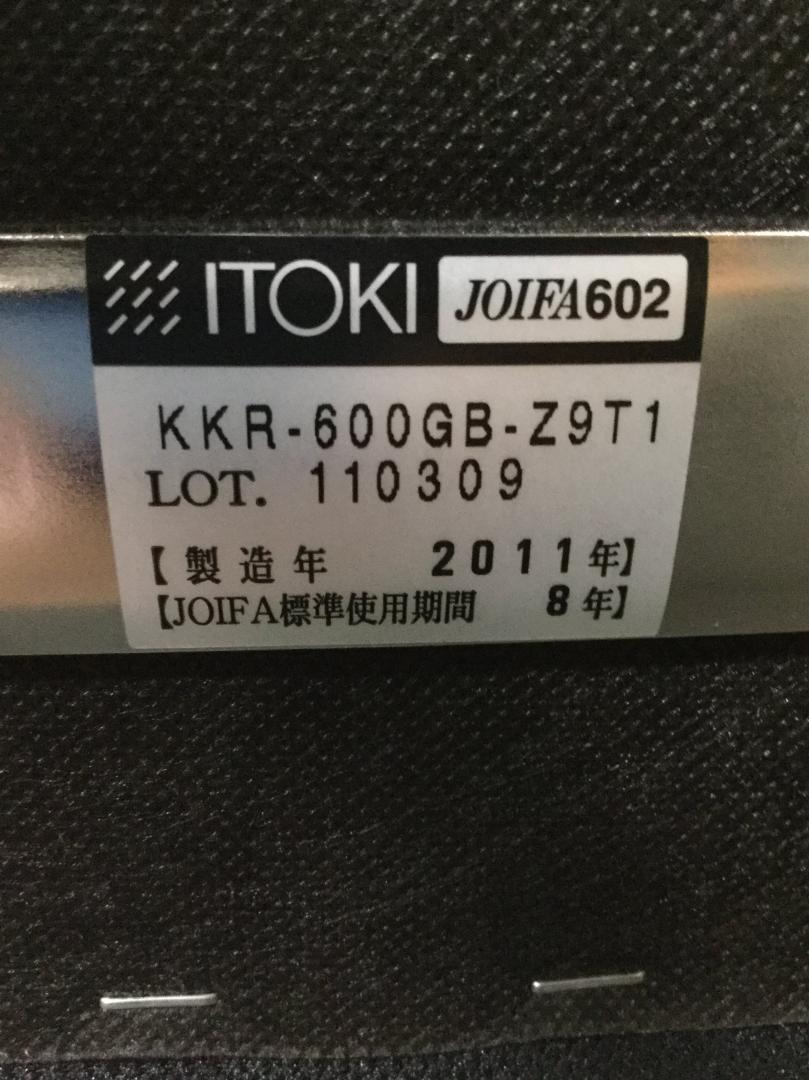 ITOKI JOIFA602
KKR-600GB-Z9T1
LOT. 110309
【製造年 2011年】
【JOIFA標準使用期間 8年】